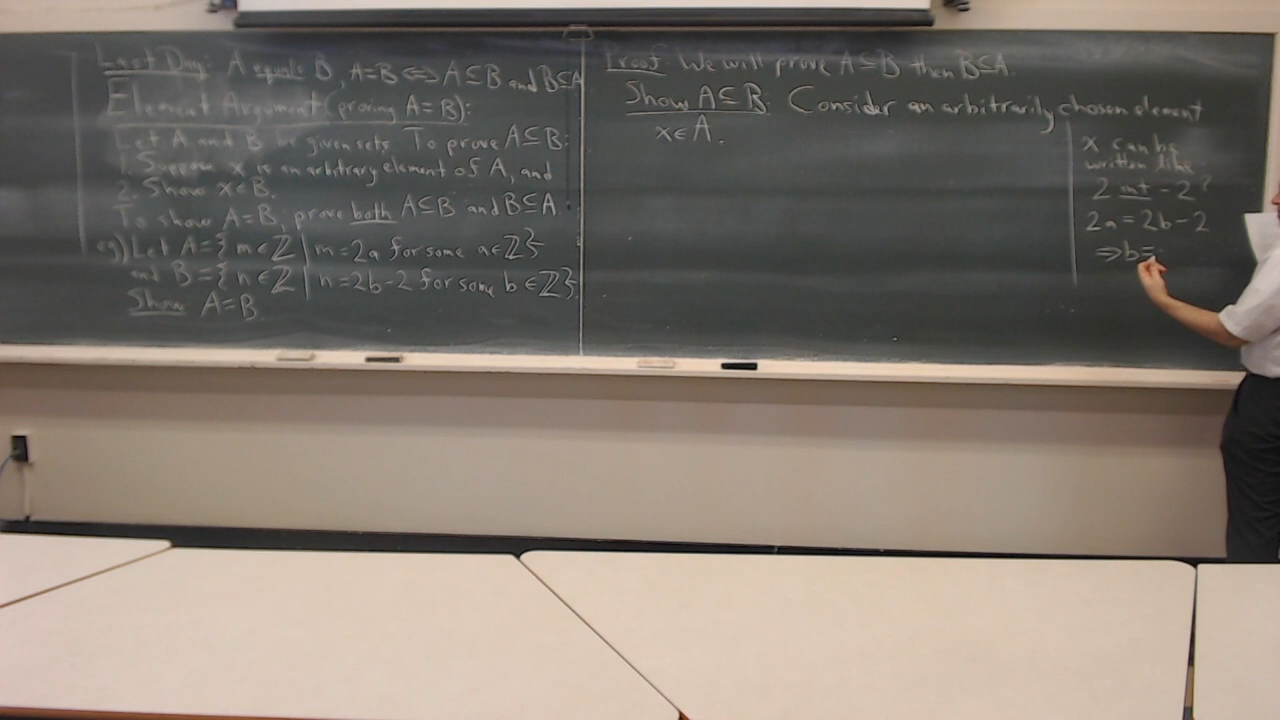 Last Day: A equals B, A=B ⇔ A⊆B and B⊆A
Element Argument (proving A=B):
Let A and B be given sets. To prove A⊆B:
1. Suppose x is an arbitrary element of A, and
2. Show x∈B.
To show A=B, prove both A⊆B and B⊆A.
eg) Let A={m∈ℤ | m=2a for some a∈ℤ}
and B={n∈ℤ | n=2b-2 for some b∈ℤ}.
Show A=B.
Proof: We will prove A⊆B then B⊆A.
Show A⊆B: Consider an arbitrarily chosen element
x∈A.
x can be
written like
2 int - 2?
2a=2b-2
⇒b=